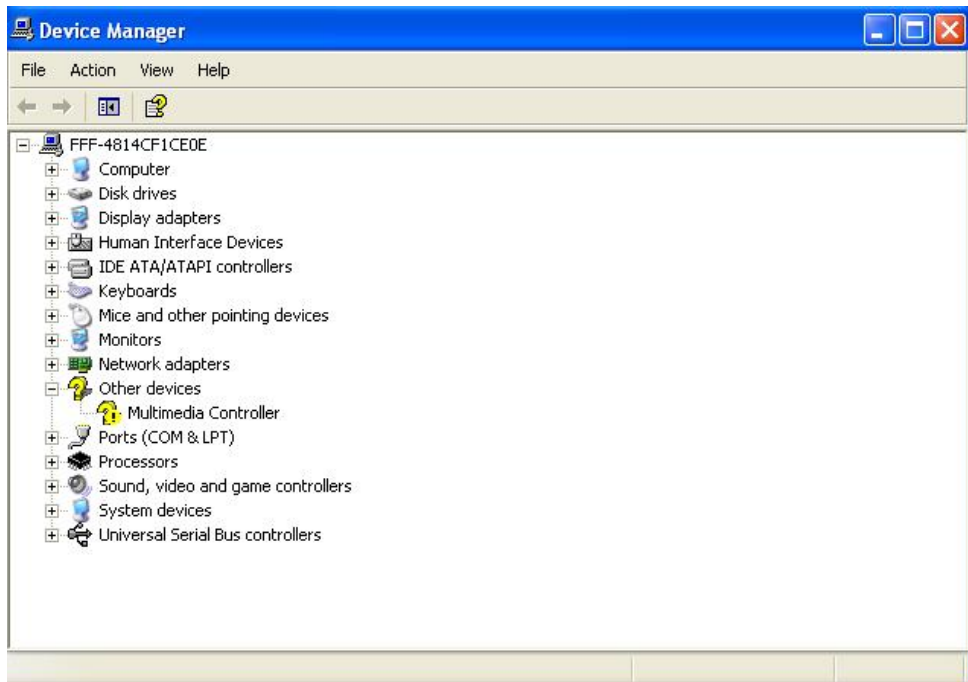 Device Manager
File Action View Help
FFF-4814CF1CE0E
Computer
Disk drives
Display adapters
Human Interface Devices
IDE ATA/ATAPI controllers
Keyboards
Mice and other pointing devices
Monitors
Network adapters
Other devices
Multimedia Controller
Ports (COM & LPT)
Processors
Sound, video and game controllers
System devices
Universal Serial Bus controllers